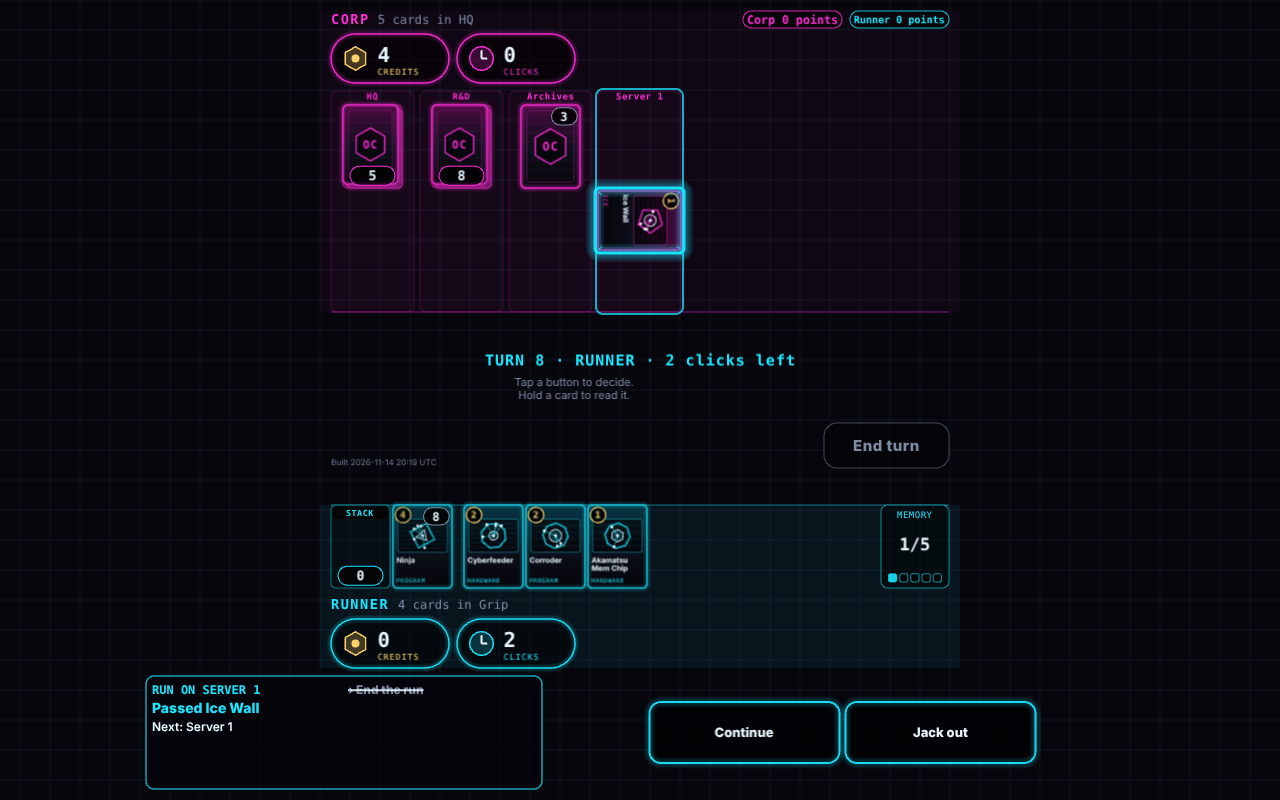 CORP 5 cards in HQ
Corp 0 points
Runner 0 points
4
CREDITS
0
CLICKS
HQ
R&D
Archives
Server 1
OC
5
OC
8
OC
3
Ice Wall
ICE
1
TURN 8 · RUNNER · 2 clicks left
Tap a button to decide.
Hold a card to read it.
End turn
Built 2026-11-14 20:19 UTC
STACK
0
4
8
Ninja
PROGRAM
2
Cyberfeeder
HARDWARE
2
Corroder
PROGRAM
1
Akamatsu
Mem Chip
HARDWARE
MEMORY
1/5
RUNNER 4 cards in Grip
0
CREDITS
2
CLICKS
RUN ON SERVER 1
Passed Ice Wall
Next: Server 1
End the run
Continue
Jack out